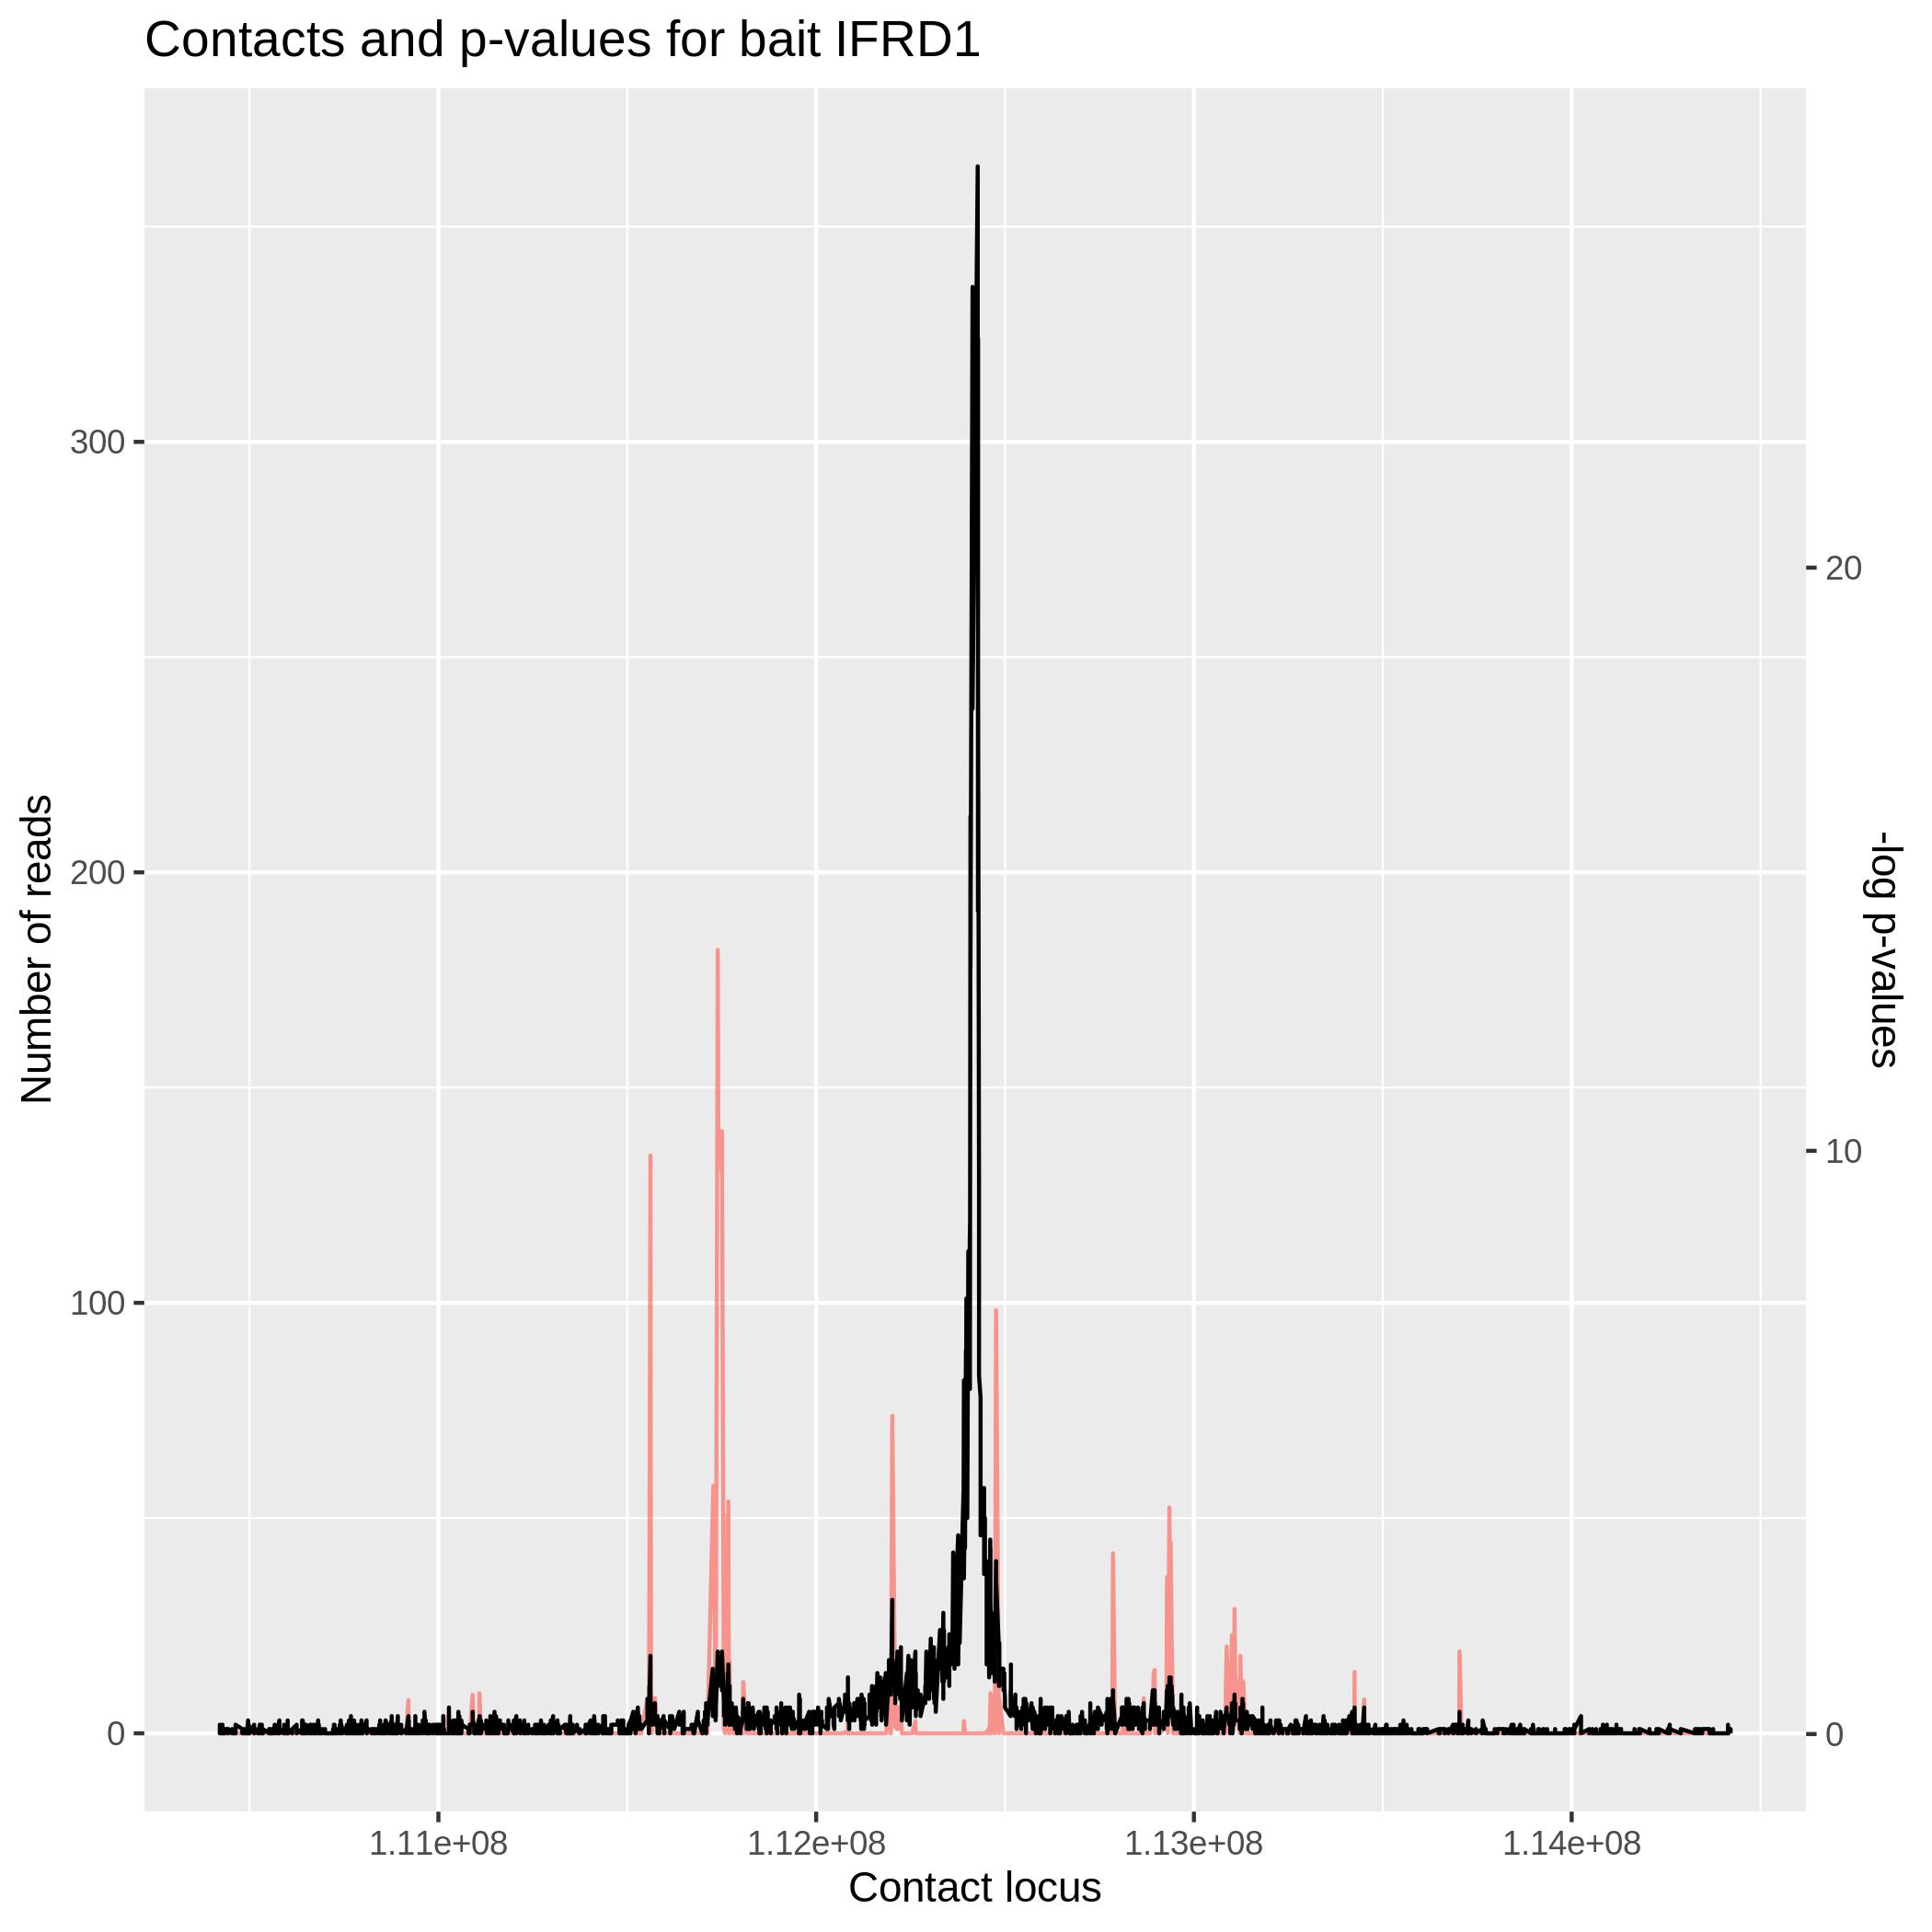 Contacts and p-values for bait IFRD1
Number of reads
300
200
100
0
20
10
0
-log p-values
1.11e+08
1.12e+08
1.13e+08
1.14e+08
Contact locus